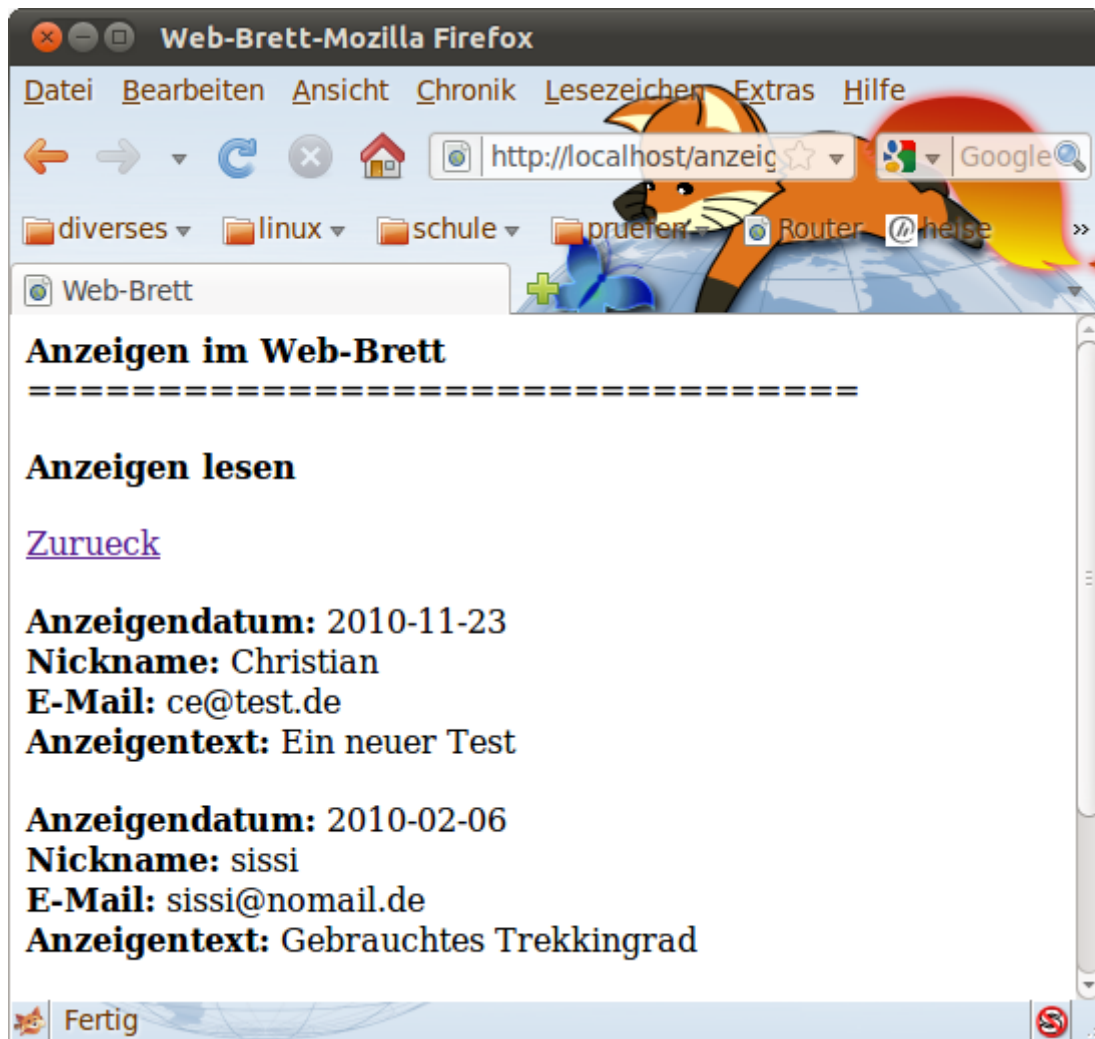 Web-Brett-Mozilla Firefox
Datei Bearbeiten Ansicht Chronik Lesezeichen Extras Hilfe
http://localhost/anzeig Google
diverses linux schule pruefen Router heise »
Web-Brett
Anzeigen im Web-Brett
================================
Anzeigen lesen
Zurueck
Anzeigendatum: 2010-11-23
Nickname: Christian
E-Mail: ce@test.de
Anzeigentext: Ein neuer Test
Anzeigendatum: 2010-02-06
Nickname: sissi
E-Mail: sissi@nomail.de
Anzeigentext: Gebrauchtes Trekkingrad
Fertig